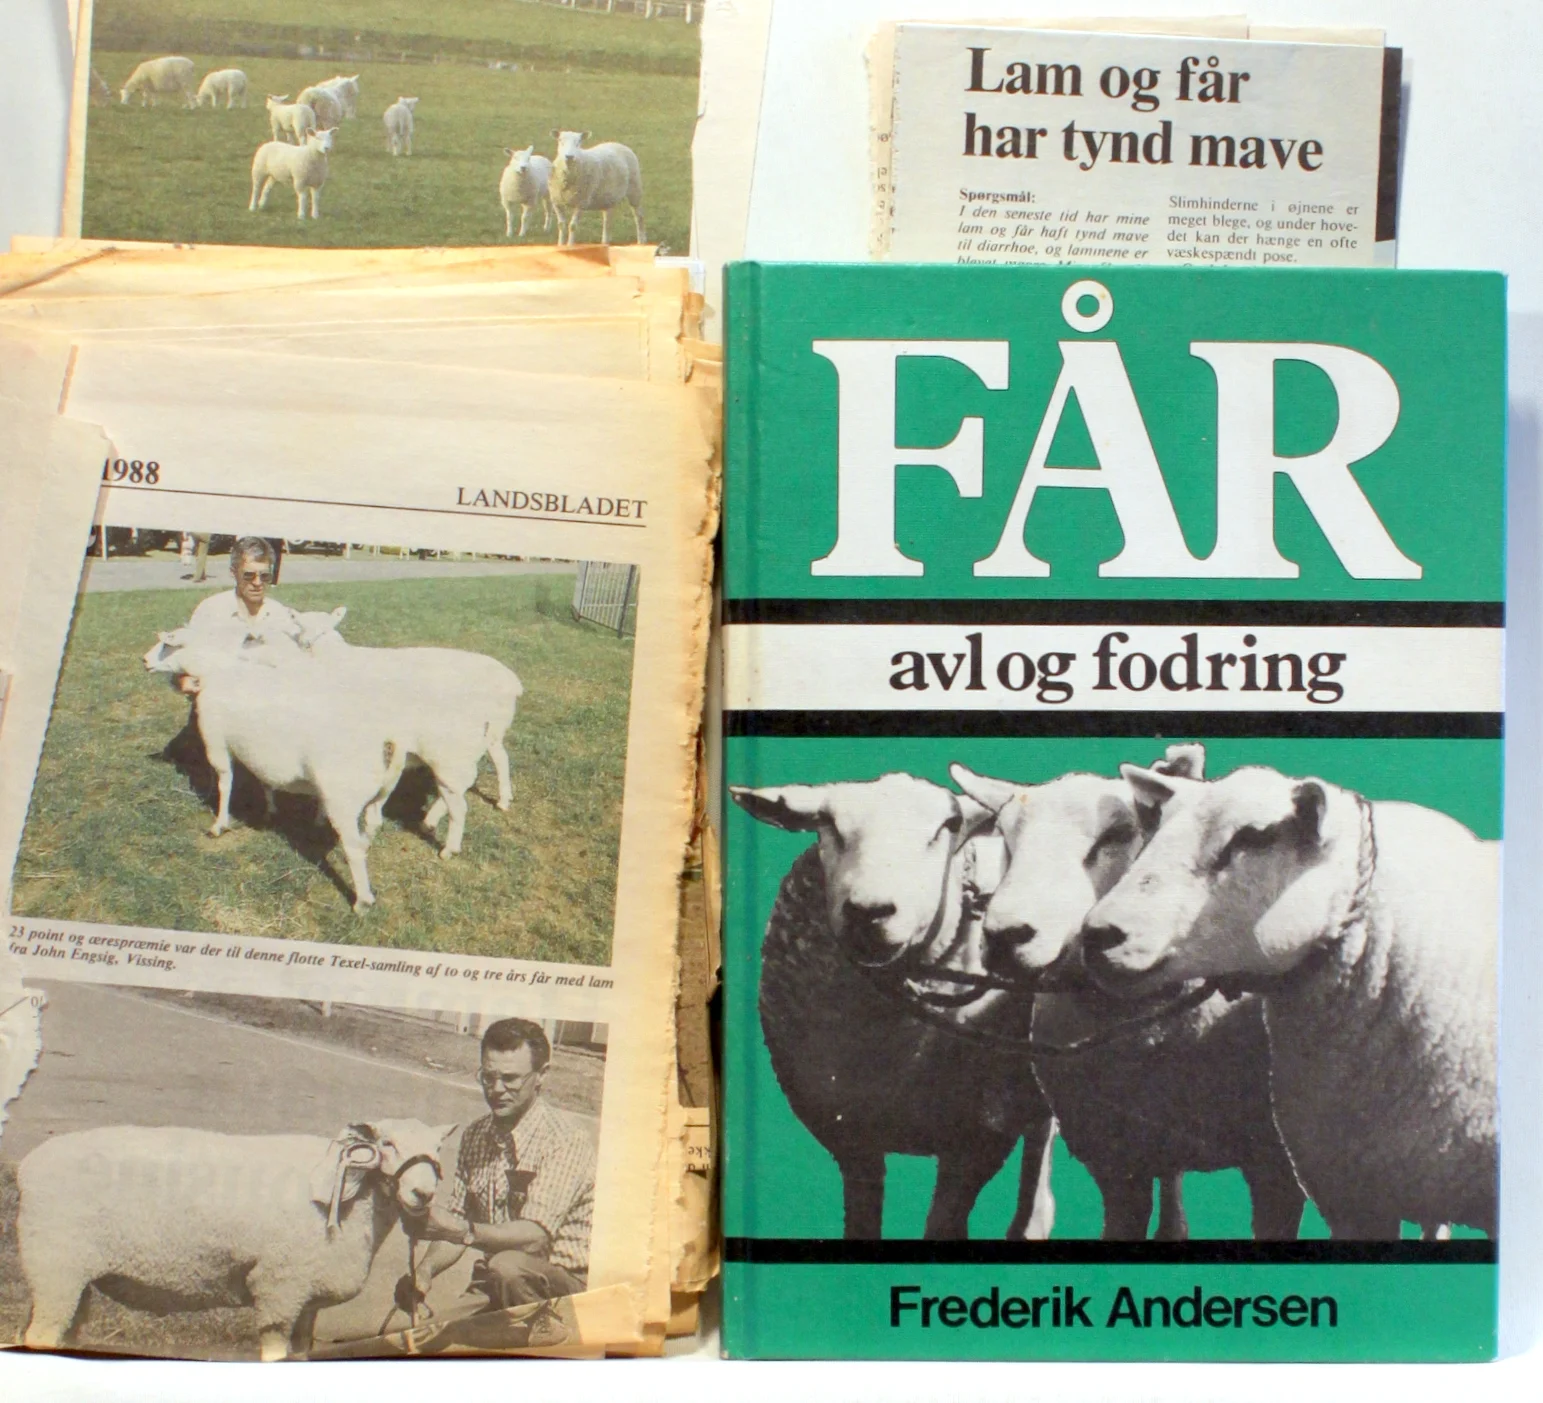 Lam og får
har tynd mave
Spørgsmål:
I den seneste tid har mine
lam og får haft tynd mave
til diarrhoe, og lammene er
Slimhinderne i øjnene er
meget blege, og under hove-
det kan der hænge en ofte
væskespændt pose.
1988
LANDSBLADET
23 point og ærespræmie var der til denne flotte Texel-samling af to og tre års får med lam
fra John Engsig, Vissing.
FÅR
avl og fodring
Frederik Andersen